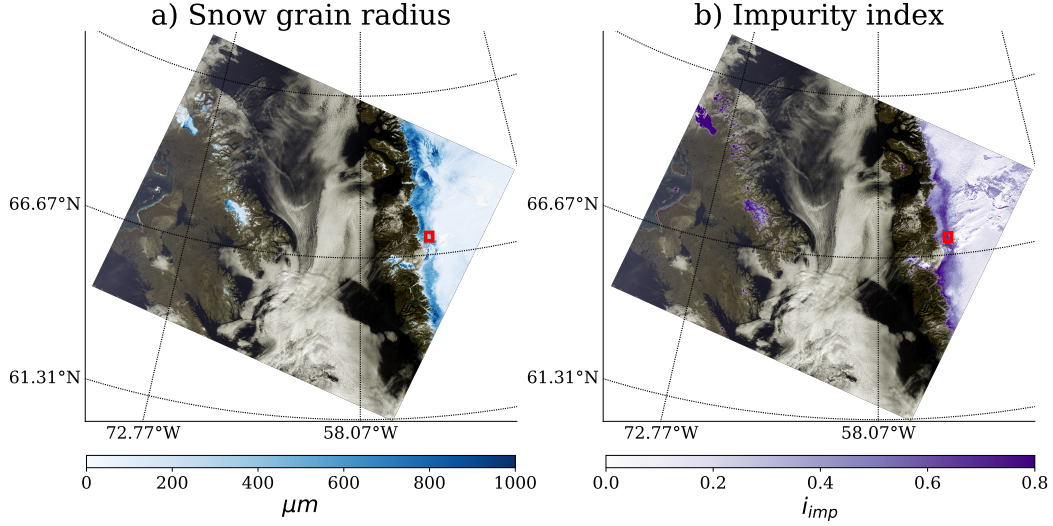 a) Snow grain radius
b) Impurity index
66.67°N
61.31°N
72.77°W
58.07°W
66.67°N
61.31°N
72.77°W
58.07°W
0 200 400 600 800 1000
μm
0.0 0.2 0.4 0.6 0.8
i_imp